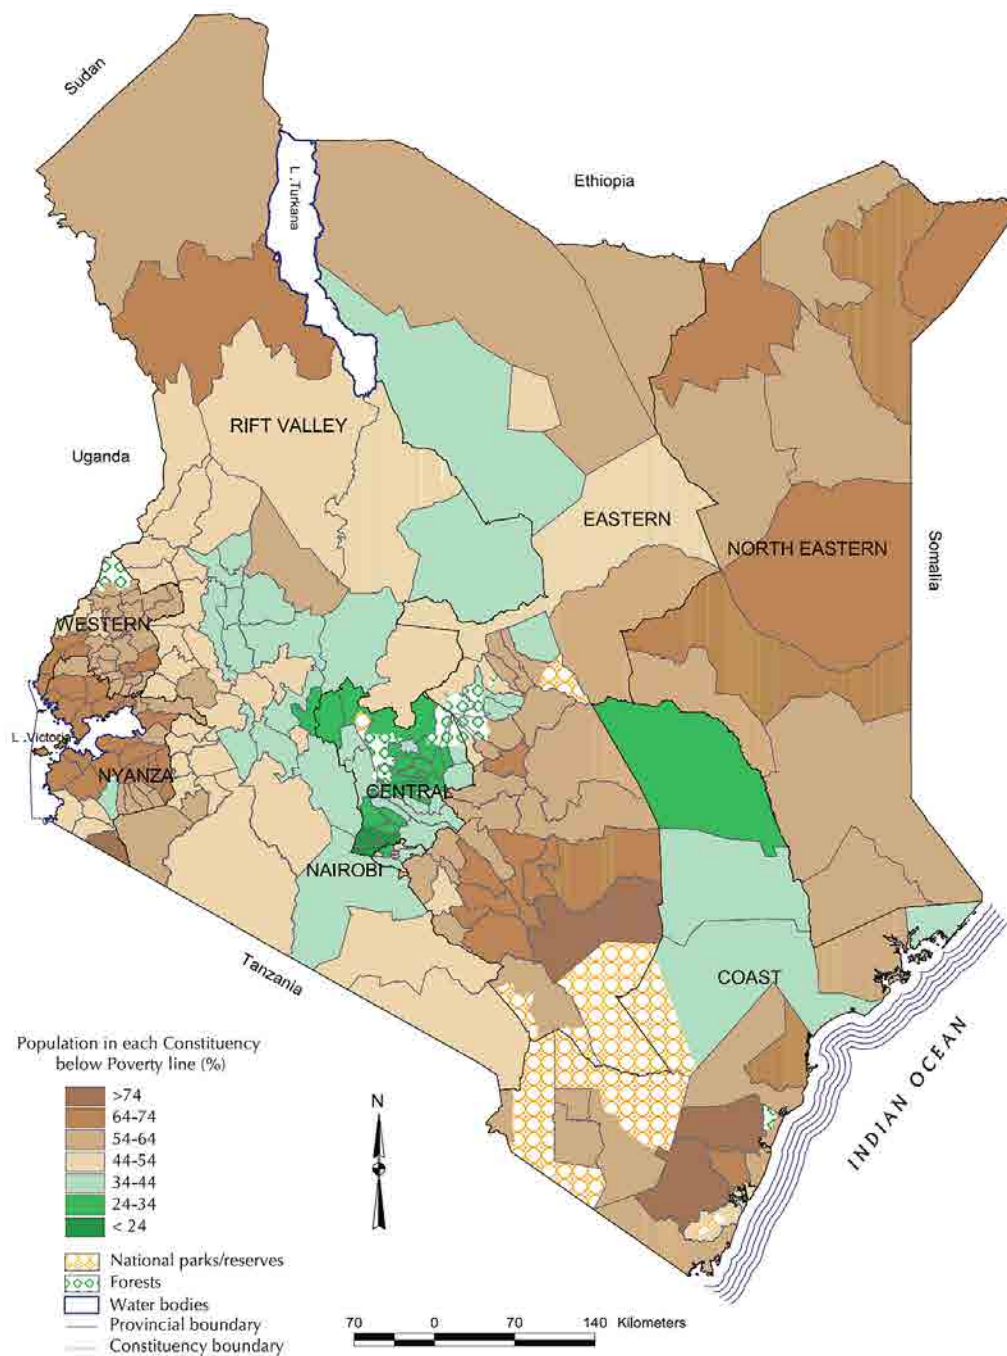 Sudan
L. Turkana
Ethiopia
RIFT VALLEY
Uganda
EASTERN
NORTH EASTERN
Somalia
WESTERN
L. Victoria
NYANZA
CENTRAL
NAIROBI
Tanzania
COAST
INDIAN OCEAN
Population in each Constituency
below Poverty line (%)
>74
64-74
54-64
44-54
34-44
24-34
< 24
N
National parks/reserves
Forests
Water bodies
Provincial boundary
Constituency boundary
70 0 70 140 Kilometers